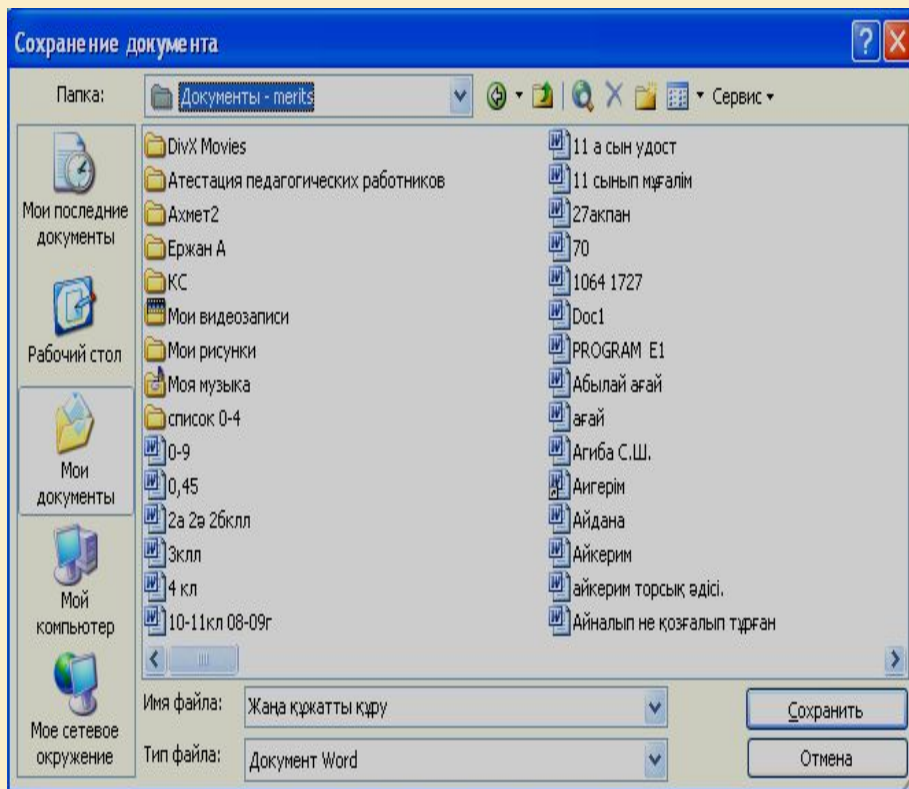 Сохранение документа
Папка:
Документы - merits
Сервис
Мои последние
документы
Рабочий стол
Мои
документы
Мой
компьютер
Мое сетевое
окружение
DivX Movies
Атестация педагогических работников
Ахмет2
Ержан А
КС
Мои видеозаписи
Мои рисунки
Моя музыка
список 0-4
0-9
0,45
2а 2ә 2бклл
3клл
4 кл
10-11кл 08-09г
11 а сын удост
11 сынып мұғалім
27акпан
70
1064 1727
Doc1
PROGRAM E1
Абылай ағай
ағай
Агиба С.Ш.
Аигерім
Айдана
Айкерим
айкерим торсық әдісі.
Айналып не қозғалып тұрған
Имя файла:
Жаңа құжатты құру
Сохранить
Тип файла:
Документ Word
Отмена